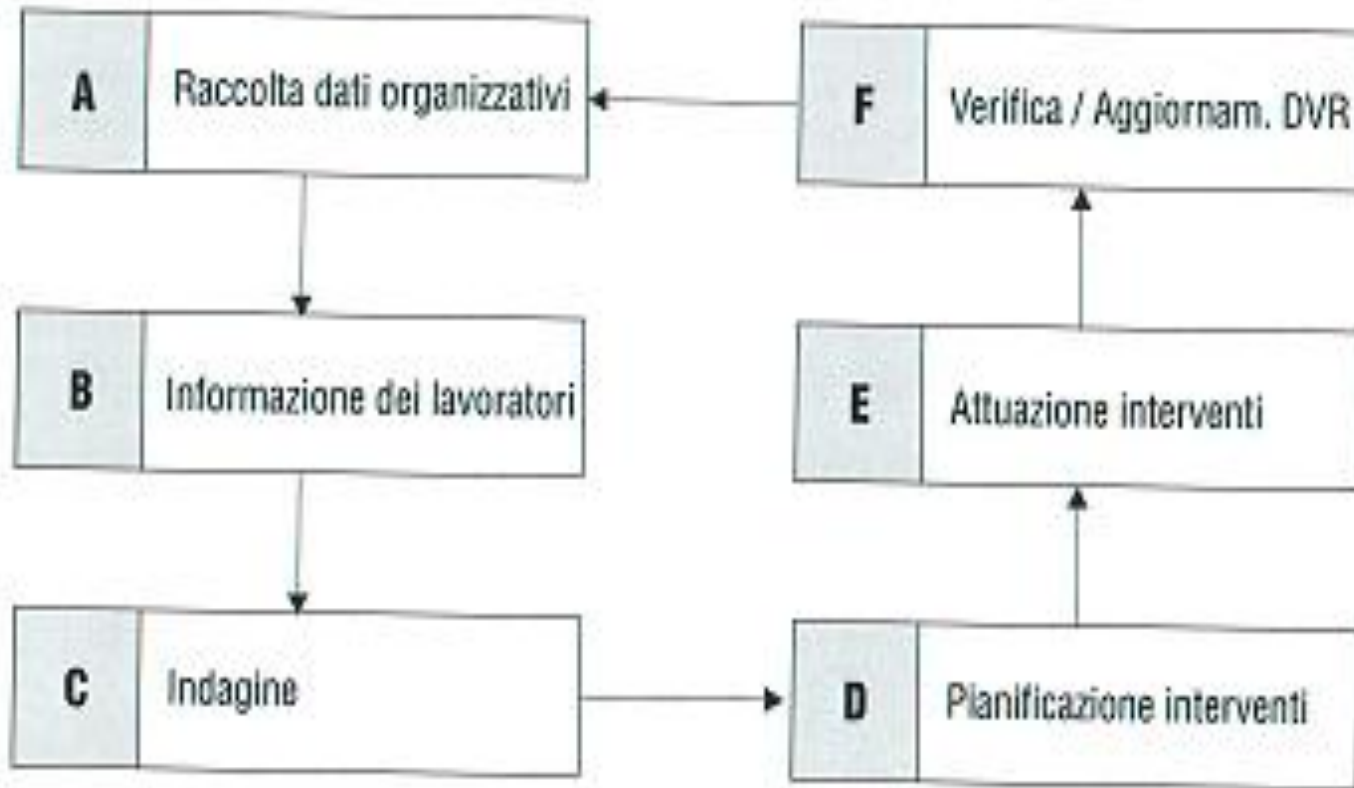 A Raccolta dati organizzativi
B Informazione dei lavoratori
C Indagine
D Pianificazione interventi
E Attuazione interventi
F Verifica / Aggiornam. DVR